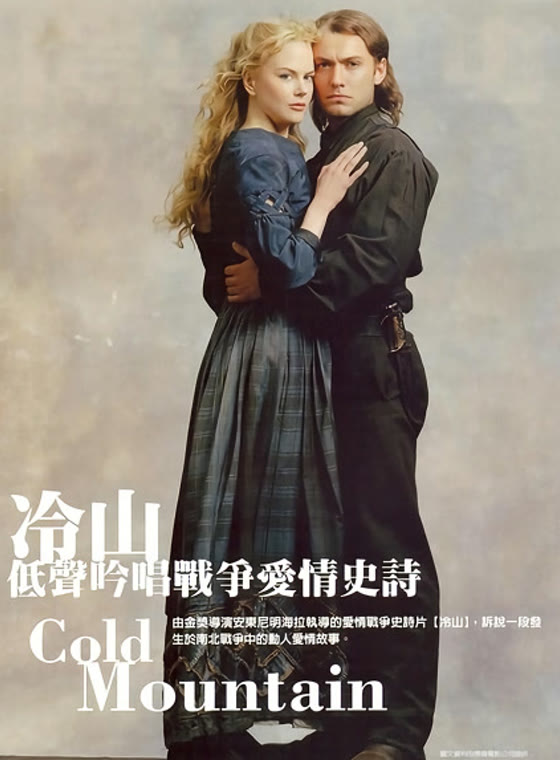 冷山
低聲吟唱戰爭愛情史詩
由金獎導演安東尼明海拉執導的愛情戰爭史詩片【冷山】，訴說一段發
生於南北戰爭中的動人愛情故事。
Cold
Mountain